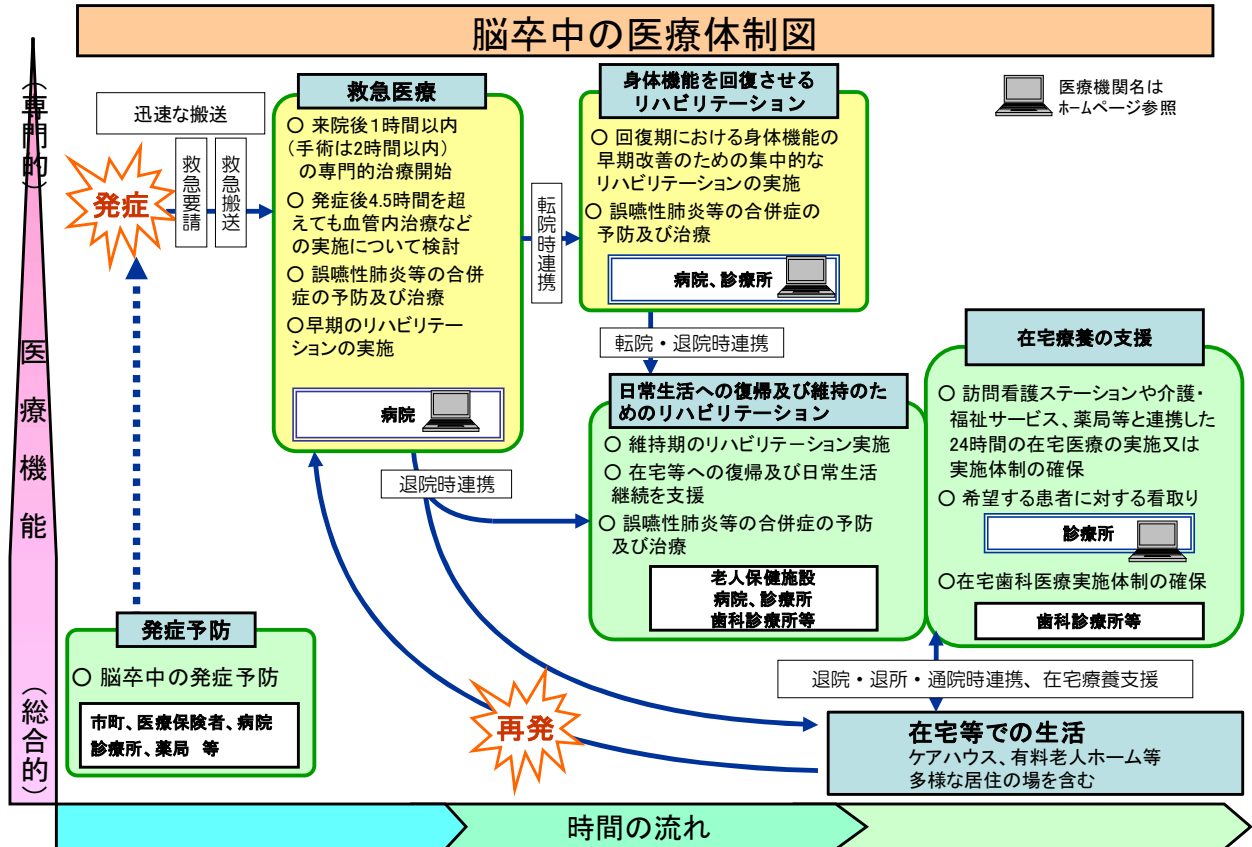 脳卒中の医療体制図
医療機関名は
ホームページ参照
(専門的)
医療機能
(総合的)
迅速な搬送
発症
救急要請
救急搬送
救急医療
○ 来院後1時間以内
(手術は2時間以内)
の専門的治療開始
○ 発症後4.5時間を超
えても血管内治療など
の実施について検討
○ 誤嚥性肺炎等の合併
症の予防及び治療
○早期のリハビリテー
ションの実施
病院
転院時連携
身体機能を回復させる
リハビリテーション
○ 回復期における身体機能の
早期改善のための集中的な
リハビリテーションの実施
○ 誤嚥性肺炎等の合併症の
予防及び治療
病院、診療所
転院・退院時連携
日常生活への復帰及び維持のた
めのリハビリテーション
○ 維持期のリハビリテーション実施
○ 在宅等への復帰及び日常生活
継続を支援
○ 誤嚥性肺炎等の合併症の予防
及び治療
老人保健施設
病院、診療所
歯科診療所等
在宅療養の支援
○ 訪問看護ステーションや介護・
福祉サービス、薬局等と連携した
24時間の在宅医療の実施又は
実施体制の確保
○ 希望する患者に対する看取り
診療所
○在宅歯科医療実施体制の確保
歯科診療所等
退院時連携
発症予防
○ 脳卒中の発症予防
市町、医療保険者、病院
診療所、薬局 等
再発
退院・退所・通院時連携、在宅療養支援
在宅等での生活
ケアハウス、有料老人ホーム等
多様な居住の場を含む
時間の流れ